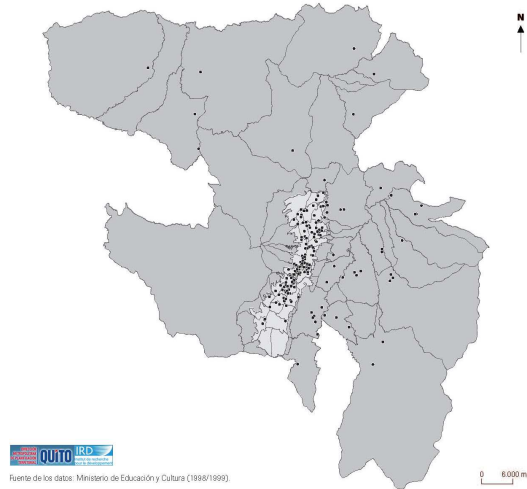 N
QUITO
IRD
Fuente de los datos: Ministerio de Educación y Cultura (1998/1999).
0 6.000 m